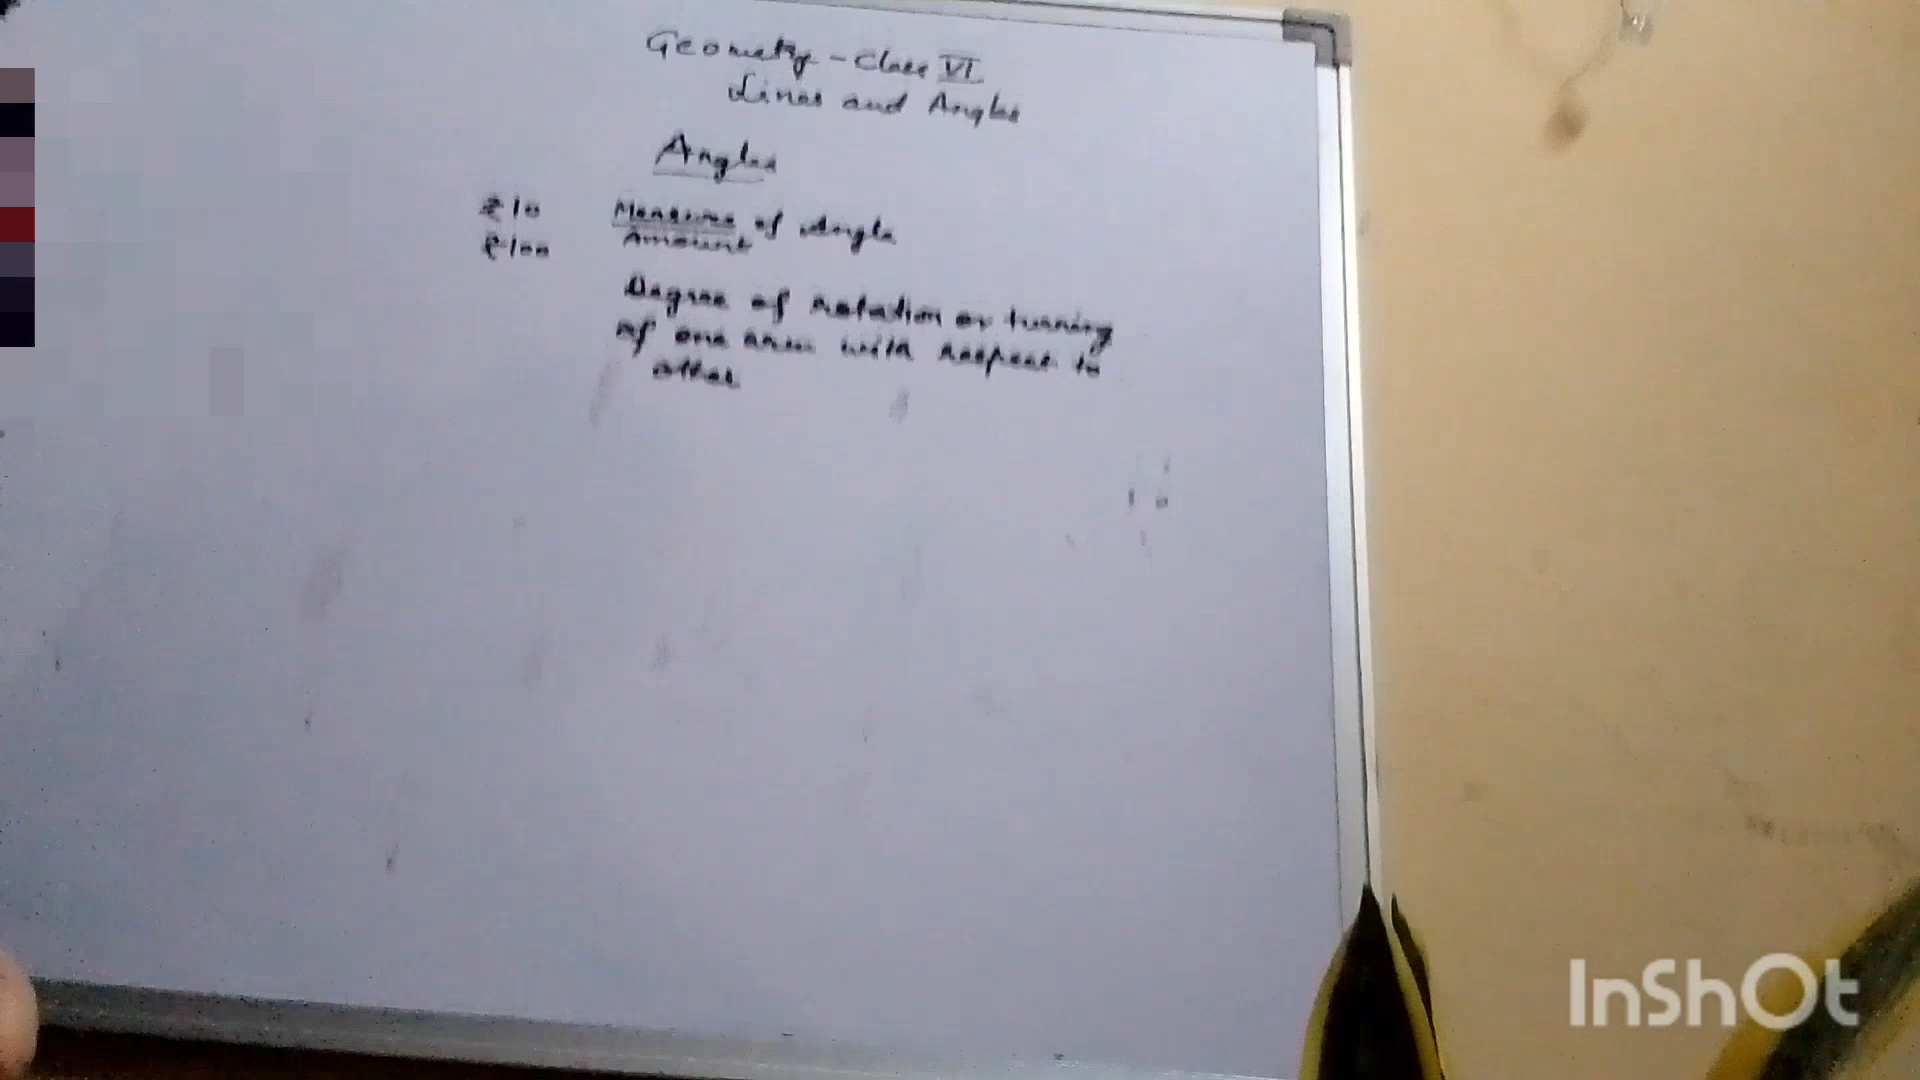 Geometry - Class VI
Lines and Angles
Angles
₹10 Measure of Angle
₹100 Amount
Degree of rotation or turning
of one arm with respect to
other
InShOt